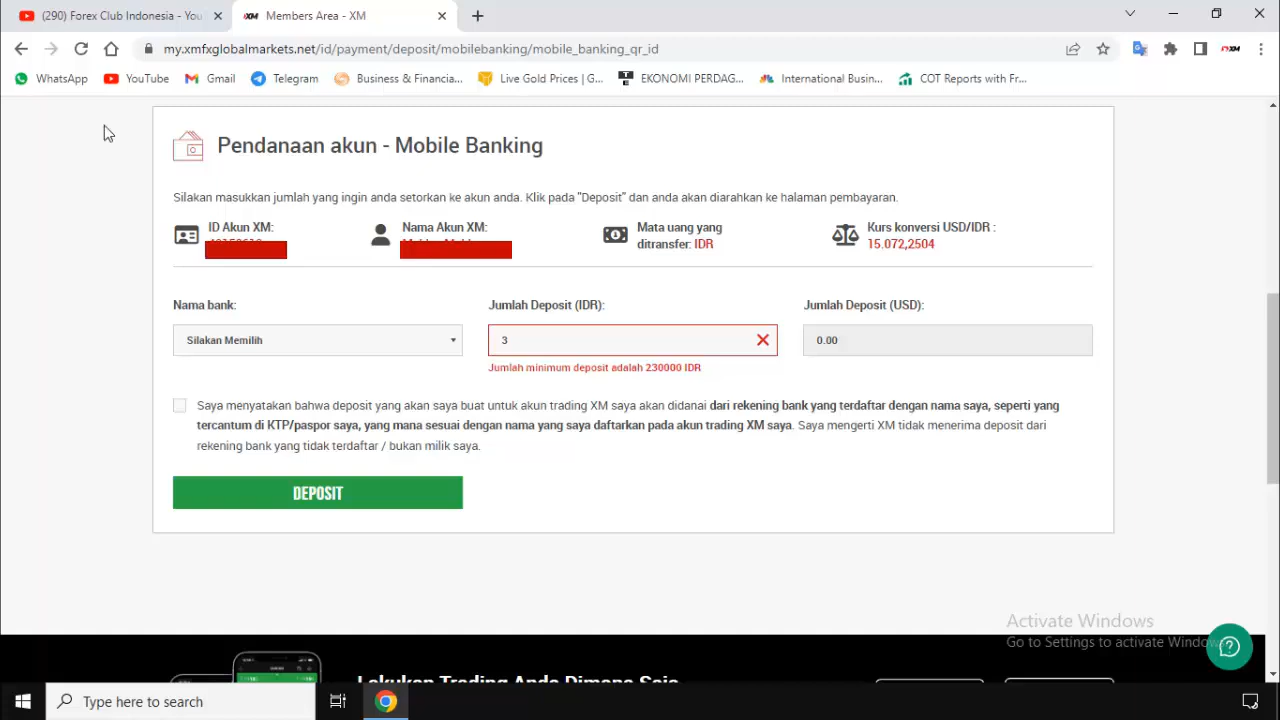 (290) Forex Club Indonesia - You
XM Members Area - XM
my.xmfxglobalmarkets.net/id/payment/deposit/mobilebanking/mobile_banking_qr_id
XM
WhatsApp
YouTube
Gmail
Telegram
Business & Financia...
Live Gold Prices | G...
EKONOMI PERDAG...
International Busin...
COT Reports with Fr...
Pendanaan akun - Mobile Banking
Silakan masukkan jumlah yang ingin anda setorkan ke akun anda. Klik pada "Deposit" dan anda akan diarahkan ke halaman pembayaran.
ID Akun XM:
Nama Akun XM:
Mata uang yang
ditransfer: IDR
Kurs konversi USD/IDR :
15.072,2504
Nama bank:
Jumlah Deposit (IDR):
Jumlah Deposit (USD):
Silakan Memilih
3
0.00
Jumlah minimum deposit adalah 230000 IDR
Saya menyatakan bahwa deposit yang akan saya buat untuk akun trading XM saya akan didanai dari rekening bank yang terdaftar dengan nama saya, seperti yang
tercantum di KTP/paspor saya, yang mana sesuai dengan nama yang saya daftarkan pada akun trading XM saya. Saya mengerti XM tidak menerima deposit dari
rekening bank yang tidak terdaftar / bukan milik saya.
DEPOSIT
Activate Windows
Go to Settings to activate Windows
Lakukan Trading Anda Dimana Saja
Type here to search